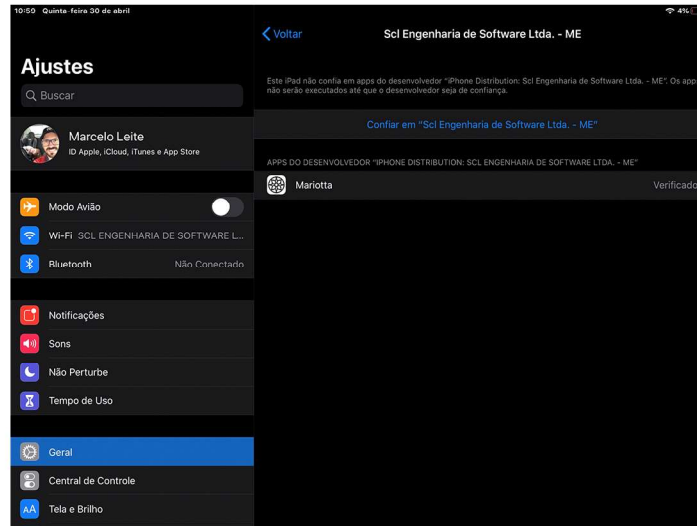 10:59 Quinta-feira 30 de abril
4%
Ajustes
Buscar
Marcelo Leite
ID Apple, iCloud, iTunes e App Store
Modo Avião
Wi-Fi SCL ENGENHARIA DE SOFTWARE L...
Bluetooth Não Conectado
Notificações
Sons
Não Perturbe
Tempo de Uso
Geral
Central de Controle
AA Tela e Brilho
Voltar
Scl Engenharia de Software Ltda. - ME
Este iPad não confia em apps do desenvolvedor “iPhone Distribution: Scl Engenharia de Software Ltda. - ME”. Os app
não serão executados até que o desenvolvedor seja de confiança.
Confiar em “Scl Engenharia de Software Ltda. - ME”
APPS DO DESENVOLVEDOR “IPHONE DISTRIBUTION: SCL ENGENHARIA DE SOFTWARE LTDA. - ME”
Mariotta Verificado